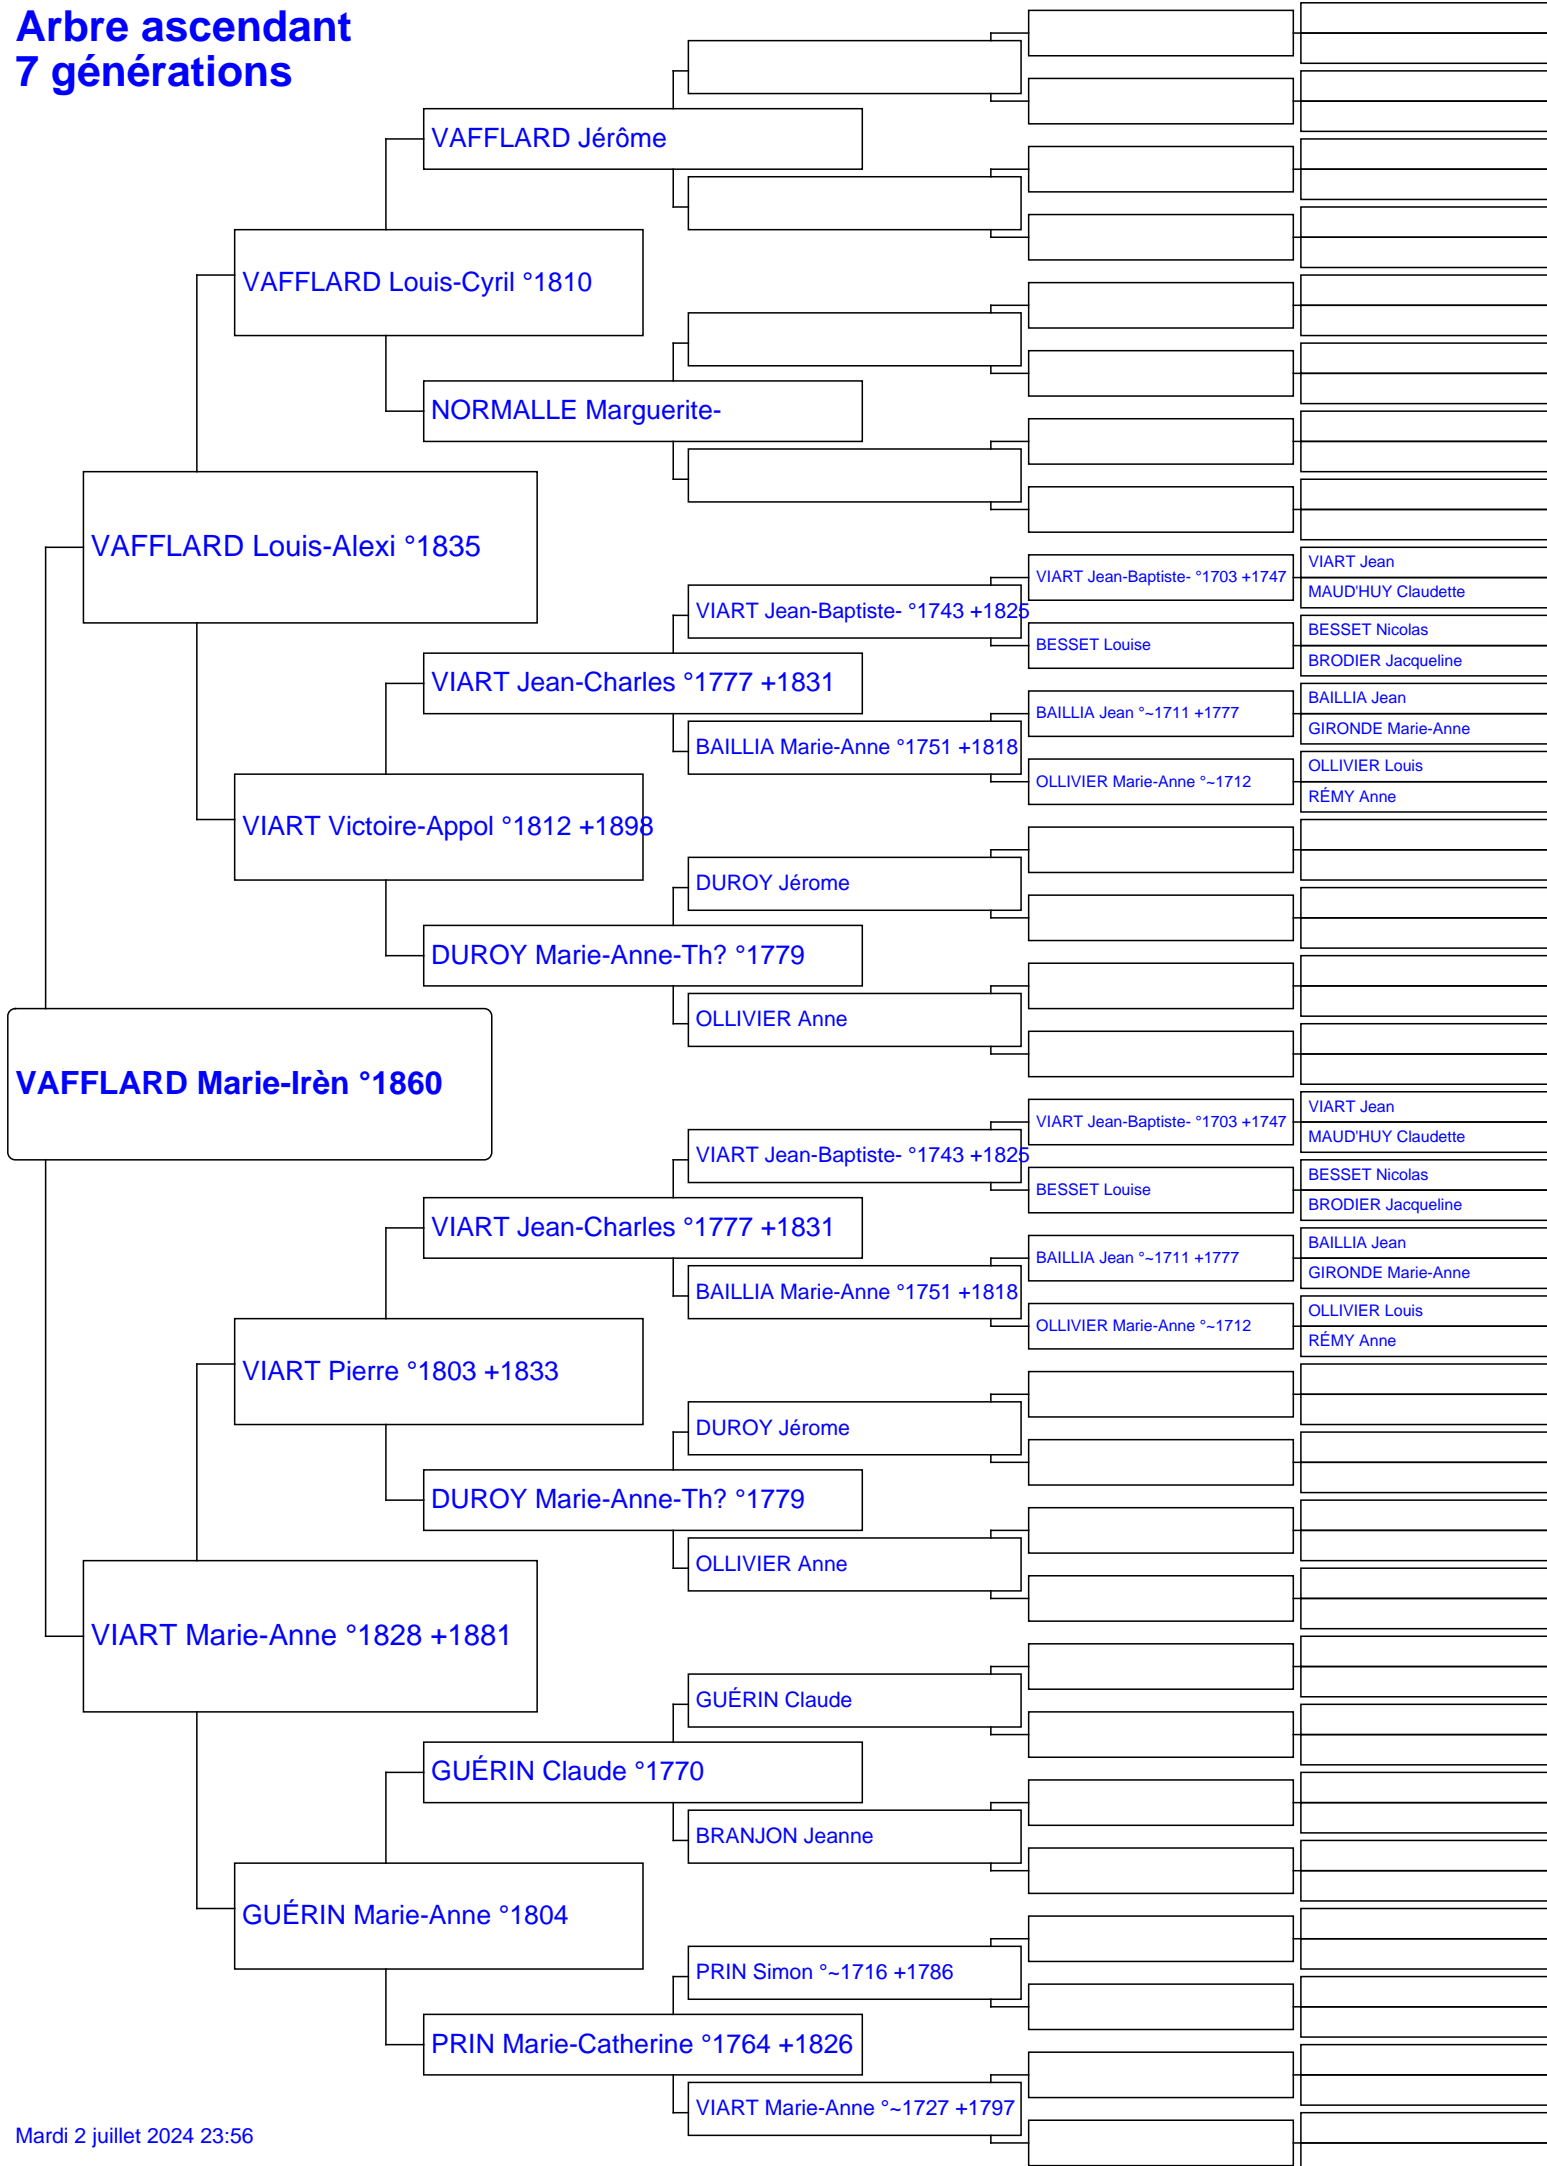 Arbre ascendant
7 générations
VAFFLARD Jérôme
VAFFLARD Louis-Cyril °1810
NORMALLE Marguerite-
VAFFLARD Louis-Alexi °1835
VIART Jean-Baptiste- °1703 +1747
VIART Jean
MAUD'HUY Claudette
VIART Jean-Baptiste- °1743 +1825
BESSET Louise
BESSET Nicolas
BRODIER Jacqueline
VIART Jean-Charles °1777 +1831
BAILLIA Jean °~1711 +1777
BAILLIA Jean
GIRONDE Marie-Anne
BAILLIA Marie-Anne °1751 +1818
OLLIVIER Marie-Anne °~1712
OLLIVIER Louis
RÉMY Anne
VIART Victoire-Appol °1812 +1898
DUROY Jérome
DUROY Marie-Anne-Th? °1779
OLLIVIER Anne
VAFFLARD Marie-Irèn °1860
VIART Jean-Baptiste- °1703 +1747
VIART Jean
MAUD'HUY Claudette
VIART Jean-Baptiste- °1743 +1825
BESSET Louise
BESSET Nicolas
BRODIER Jacqueline
VIART Jean-Charles °1777 +1831
BAILLIA Jean °~1711 +1777
BAILLIA Jean
GIRONDE Marie-Anne
BAILLIA Marie-Anne °1751 +1818
OLLIVIER Marie-Anne °~1712
OLLIVIER Louis
RÉMY Anne
VIART Pierre °1803 +1833
DUROY Jérome
DUROY Marie-Anne-Th? °1779
OLLIVIER Anne
VIART Marie-Anne °1828 +1881
GUÉRIN Claude
GUÉRIN Claude °1770
BRANJON Jeanne
GUÉRIN Marie-Anne °1804
PRIN Simon °~1716 +1786
PRIN Marie-Catherine °1764 +1826
VIART Marie-Anne °~1727 +1797
Mardi 2 juillet 2024 23:56